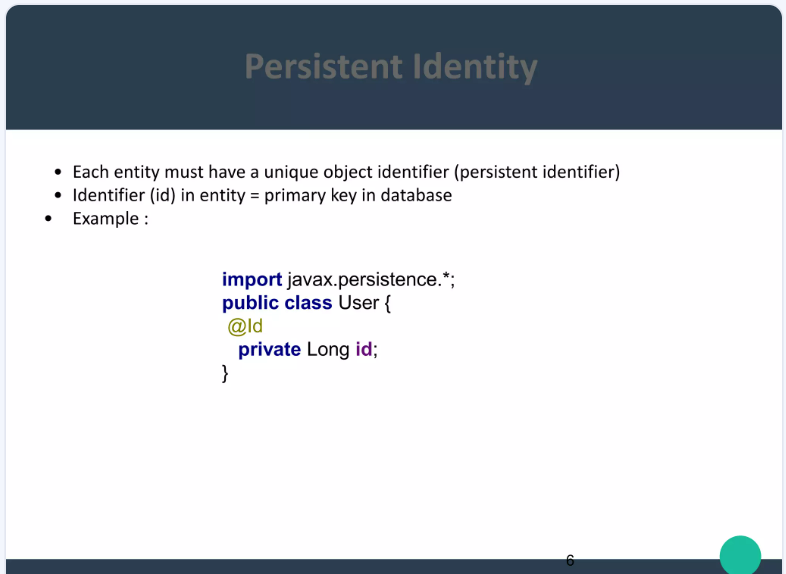 Persistent Identity
• Each entity must have a unique object identifier (persistent identifier)
• Identifier (id) in entity = primary key in database
• Example :
import javax.persistence.*;
public class User {
@Id
private Long id;
}
6